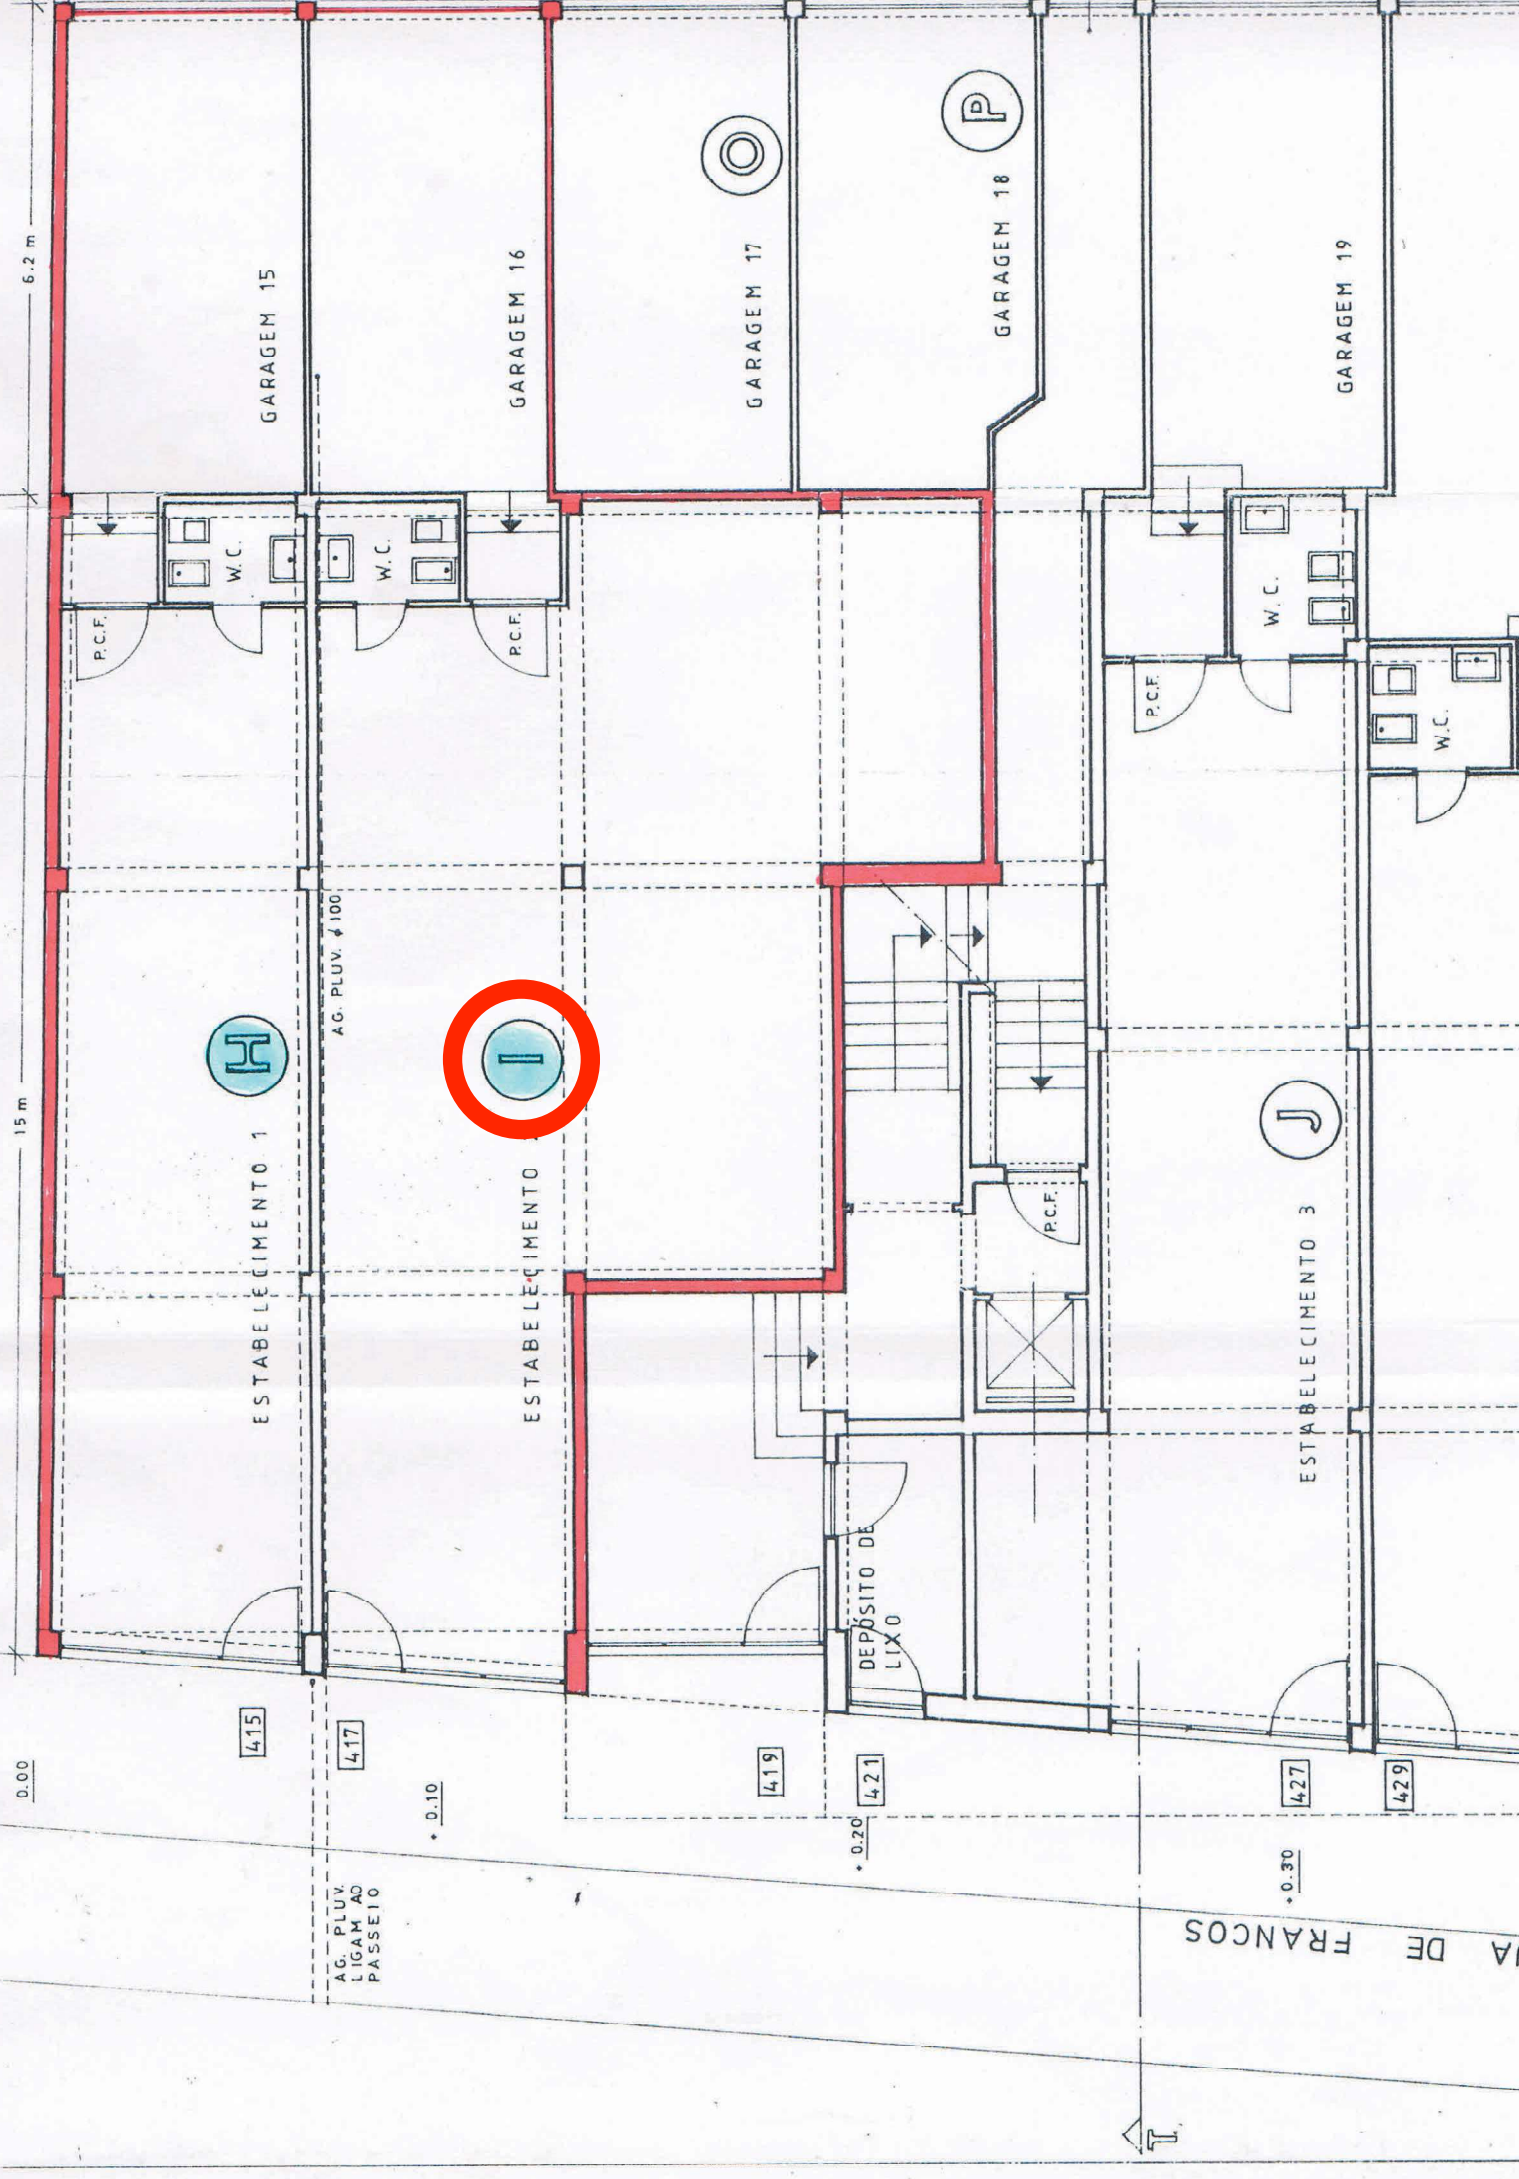 6.2 m
15 m
GARAGEM 15
GARAGEM 16
GARAGEM 17
O
GARAGEM 18
P
GARAGEM 19
P.C.F.
W.C.
W.C.
P.C.F.
P.C.F.
W.C.
W.C.
AG. PLUV. ϕ100
H
ESTABELECIMENTO 1
I
ESTABELECIMENTO
P.C.F.
J
ESTABELECIMENTO 3
DEPÓSITO DE
LIXO
0.00
415
417
+ 0.10
419
421
+ 0.20
427
429
+ 0.30
AG. PLUV.
LIGAM AO
PASSEIO
DE FRANCOS
T